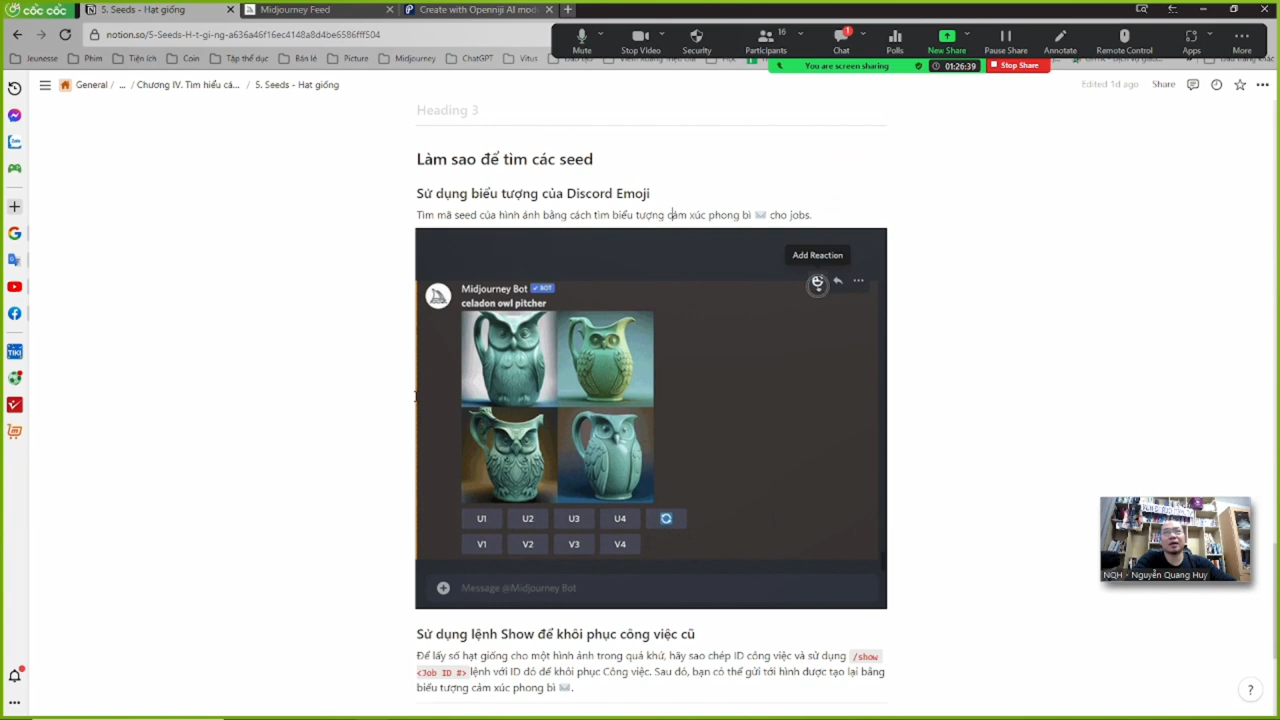 cốc cốc
5. Seeds - Hạt giống
Midjourney Feed
Create with Openniji AI mode
notion.so/5-Seeds-H-t-gi-ng-a636a46f16ec4148a8d4be6586fff504
Mute
Stop Video
Security
Participants
16
Chat
1
Polls
New Share
Pause Share
Annotate
Remote Control
Apps
More
Jeunesse
Phim
Tiện ích
Coin
Tập thể dục
Bán lẻ
Picture
Midjourney
ChatGPT
Vitus
You are screen sharing
01:26:39
Stop Share
General / ... / Chương IV. Tìm hiểu cá... / 5. Seeds - Hạt giống
Edited 1d ago
Share
Heading 3
Làm sao để tìm các seed
Sử dụng biểu tượng của Discord Emoji
Tìm mã seed của hình ảnh bằng cách tìm biểu tượng cảm xúc phong bì ✉️ cho jobs.
Add Reaction
Midjourney Bot ✓ BOT
celadon owl pitcher
U1 U2 U3 U4
V1 V2 V3 V4
Message @Midjourney Bot
Sử dụng lệnh Show để khôi phục công việc cũ
Để lấy số hạt giống cho một hình ảnh trong quá khứ, hãy sao chép ID công việc và sử dụng /show
<Job ID #> lệnh với ID đó để khôi phục Công việc. Sau đó, bạn có thể gửi tới hình được tạo lại bằng
biểu tượng cảm xúc phong bì ✉️.
NQH - Nguyễn Quang Huy
TIKI
Zalo
?